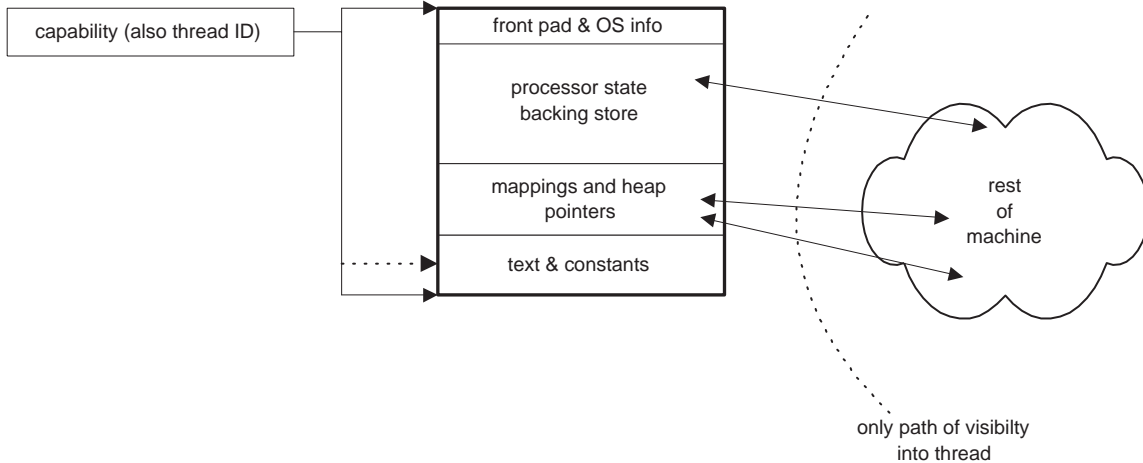 capability (also thread ID)
front pad & OS info
processor state
backing store
mappings and heap
pointers
text & constants
rest
of
machine
only path of visibilty
into thread